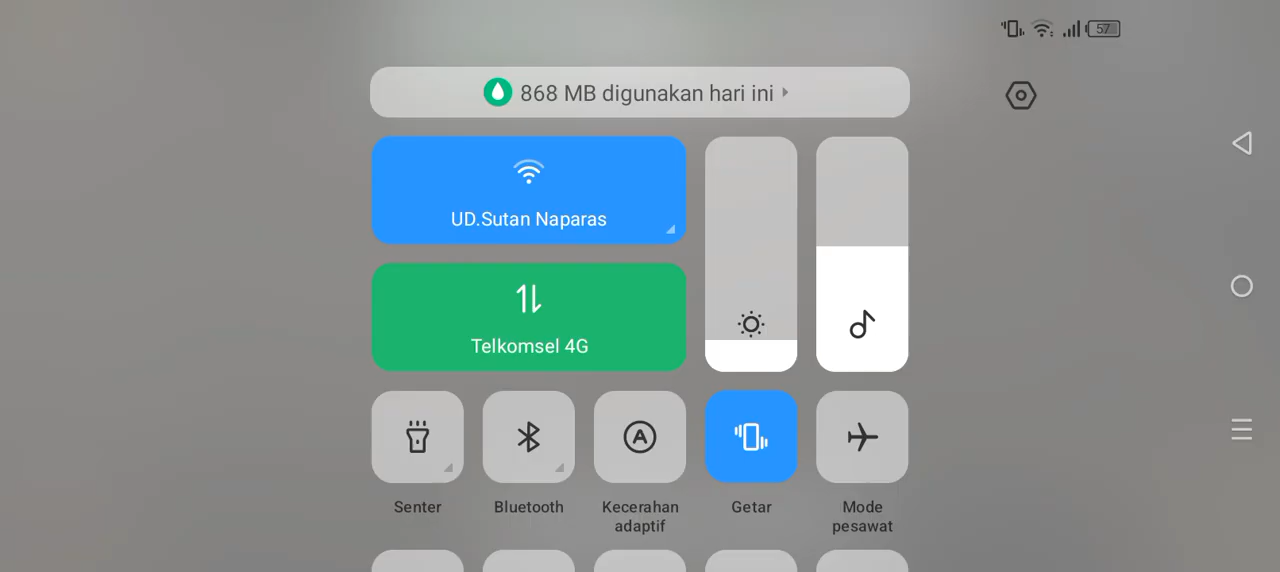 57
868 MB digunakan hari ini
UD.Sutan Naparas
Telkomsel 4G
A
Senter
Bluetooth
Kecerahan
adaptif
Getar
Mode
pesawat